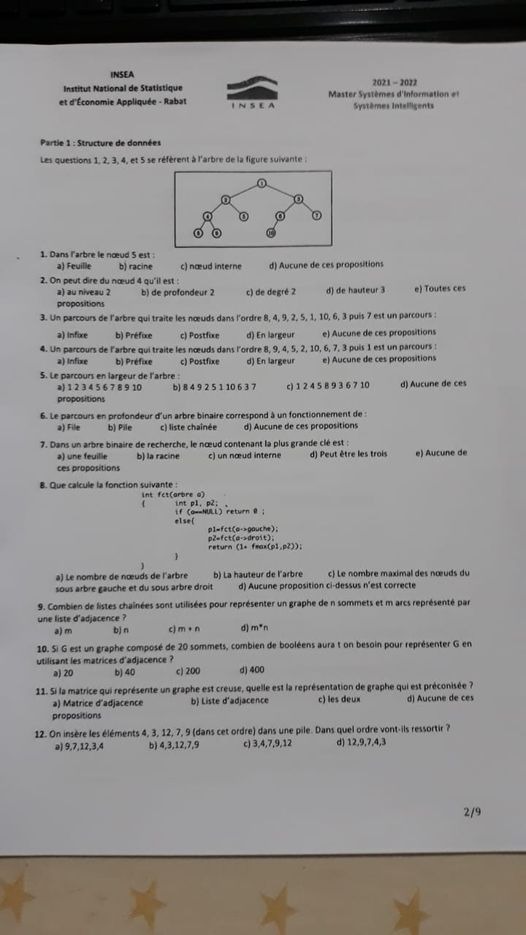 INSEA
Institut National de Statistique
et d'Économie Appliquée - Rabat
INSEA
2021 – 2022
Master Systèmes d'Information et
Systèmes Intelligents
Partie 1 : Structure de données
Les questions 1, 2, 3, 4, et 5 se réfèrent à l'arbre de la figure suivante :
1
2 3
4 5 6 7
8 9 10
1. Dans l'arbre le nœud 5 est :
a) Feuille b) racine c) nœud interne d) Aucune de ces propositions
2. On peut dire du nœud 4 qu'il est :
a) au niveau 2 b) de profondeur 2 c) de degré 2 d) de hauteur 3 e) Toutes ces
propositions
3. Un parcours de l'arbre qui traite les nœuds dans l'ordre 8, 4, 9, 2, 5, 1, 10, 6, 3 puis 7 est un parcours :
a) Infixe b) Préfixe c) Postfixe d) En largeur e) Aucune de ces propositions
4. Un parcours de l'arbre qui traite les nœuds dans l'ordre 8, 9, 4, 5, 2, 10, 6, 7, 3 puis 1 est un parcours :
a) Infixe b) Préfixe c) Postfixe d) En largeur e) Aucune de ces propositions
5. Le parcours en largeur de l'arbre :
a) 1 2 3 4 5 6 7 8 9 10 b) 8 4 9 2 5 1 10 6 3 7 c) 1 2 4 5 8 9 3 6 7 10 d) Aucune de ces
propositions
6. Le parcours en profondeur d'un arbre binaire correspond à un fonctionnement de :
a) File b) Pile c) liste chaînée d) Aucune de ces propositions
7. Dans un arbre binaire de recherche, le nœud contenant la plus grande clé est :
a) une feuille b) la racine c) un nœud interne d) Peut être les trois e) Aucune de
ces propositions
8. Que calcule la fonction suivante :
int fct(arbre a)
{ int p1, p2;
if (a==NULL) return 0 ;
else{
p1=fct(a->gauche);
p2=fct(a->droit);
return (1+ fmax(p1,p2));
}
}
a) Le nombre de nœuds de l'arbre b) La hauteur de l'arbre c) Le nombre maximal des nœuds du
sous arbre gauche et du sous arbre droit d) Aucune proposition ci-dessus n'est correcte
9. Combien de listes chaînées sont utilisées pour représenter un graphe de n sommets et m arcs représenté par
une liste d'adjacence ?
a) m b) n c) m + n d) m*n
10. Si G est un graphe composé de 20 sommets, combien de booléens aura t on besoin pour représenter G en
utilisant les matrices d'adjacence ?
a) 20 b) 40 c) 200 d) 400
11. Si la matrice qui représente un graphe est creuse, quelle est la représentation de graphe qui est préconisée ?
a) Matrice d'adjacence b) Liste d'adjacence c) les deux d) Aucune de ces
propositions
12. On insère les éléments 4, 3, 12, 7, 9 (dans cet ordre) dans une pile. Dans quel ordre vont-ils ressortir ?
a) 9,7,12,3,4 b) 4,3,12,7,9 c) 3,4,7,9,12 d) 12,9,7,4,3
2/9